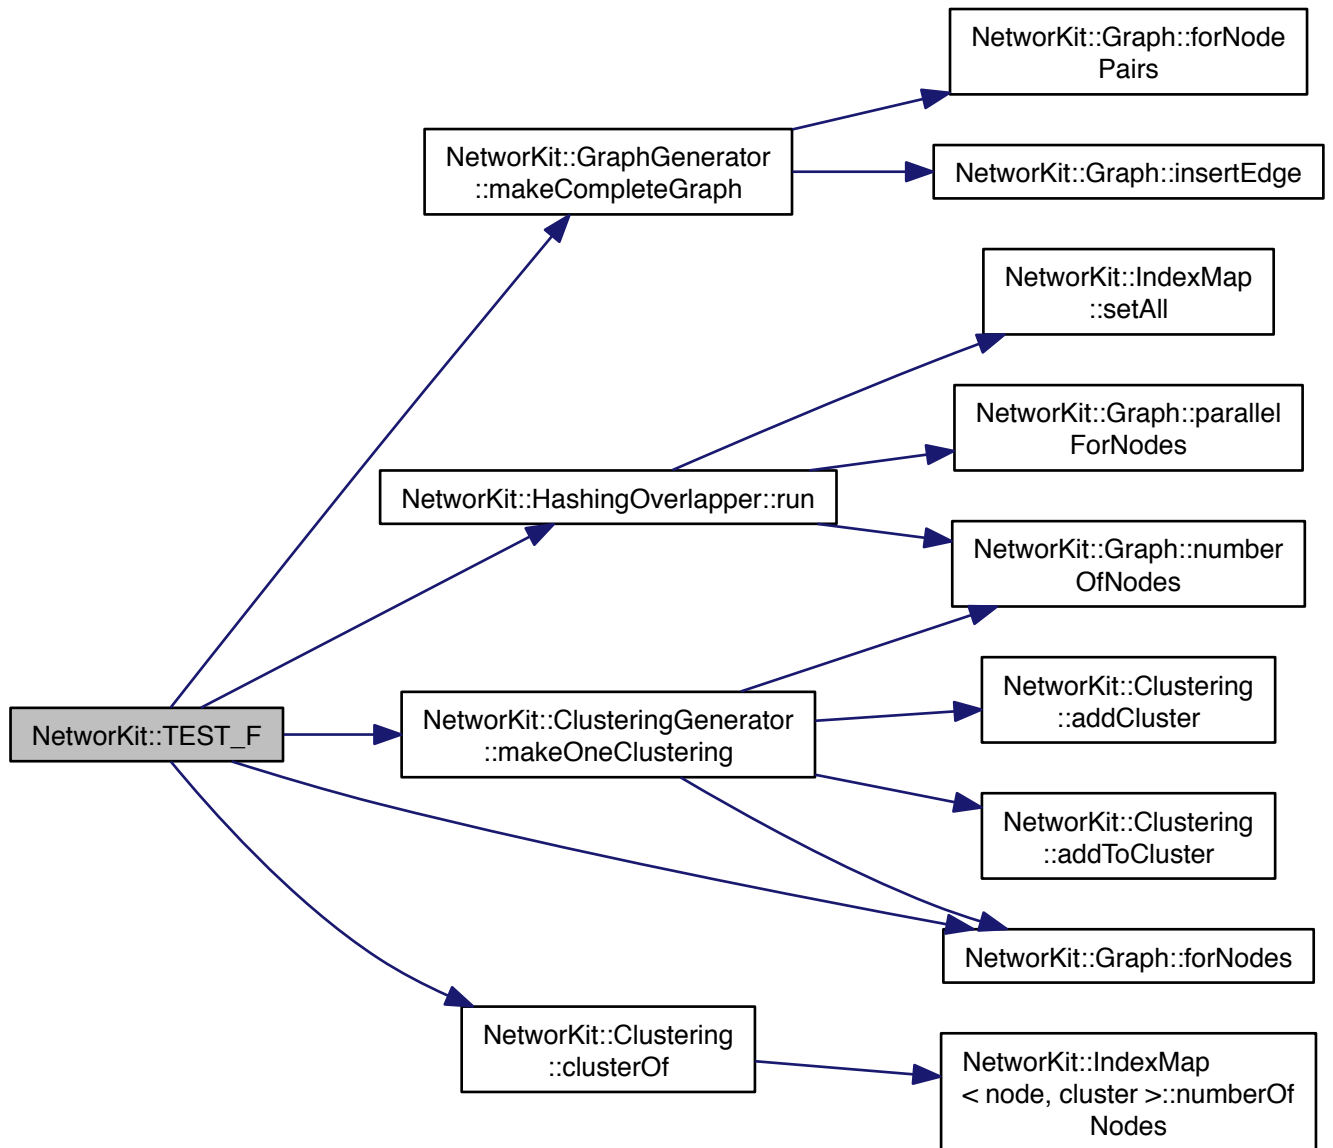 NetworKit::Graph::forNode
Pairs
NetworKit::GraphGenerator
::makeCompleteGraph
NetworKit::Graph::insertEdge
NetworKit::IndexMap
::setAll
NetworKit::Graph::parallel
ForNodes
NetworKit::HashingOverlapper::run
NetworKit::Graph::number
OfNodes
NetworKit::Clustering
::addCluster
NetworKit::TEST_F
NetworKit::ClusteringGenerator
::makeOneClustering
NetworKit::Clustering
::addToCluster
NetworKit::Graph::forNodes
NetworKit::Clustering
::clusterOf
NetworKit::IndexMap
< node, cluster >::numberOf
Nodes